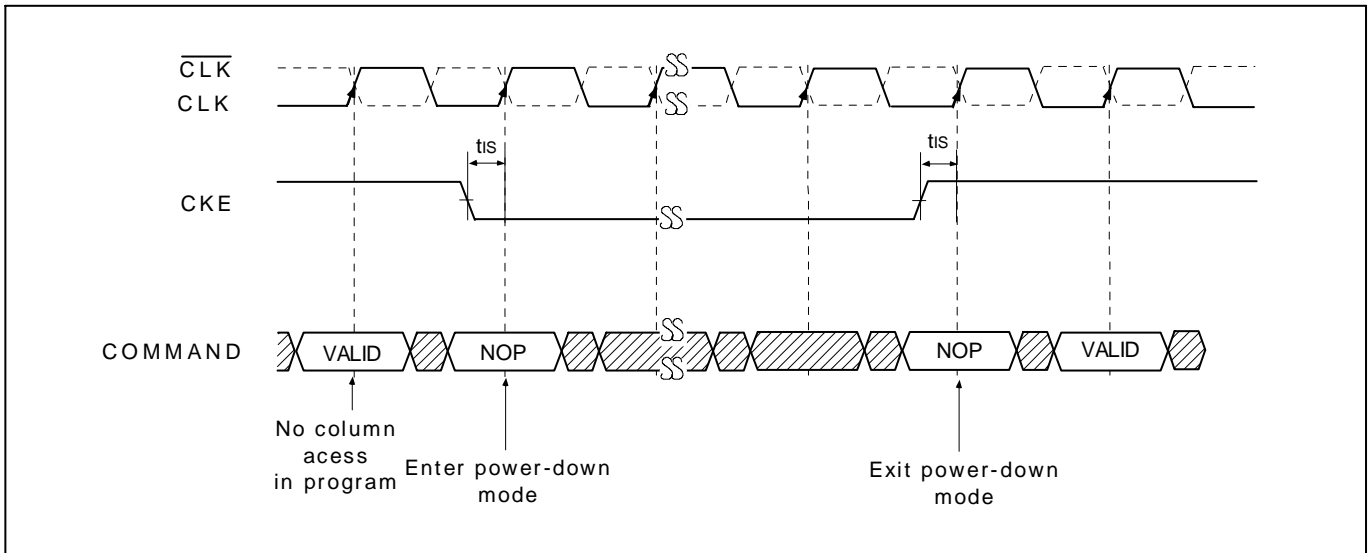 CLK
CLK
tIS
tIS
CKE
COMMAND
VALID
NOP
NOP
VALID
No column
acess
in program
Enter power-down
mode
Exit power-down
mode